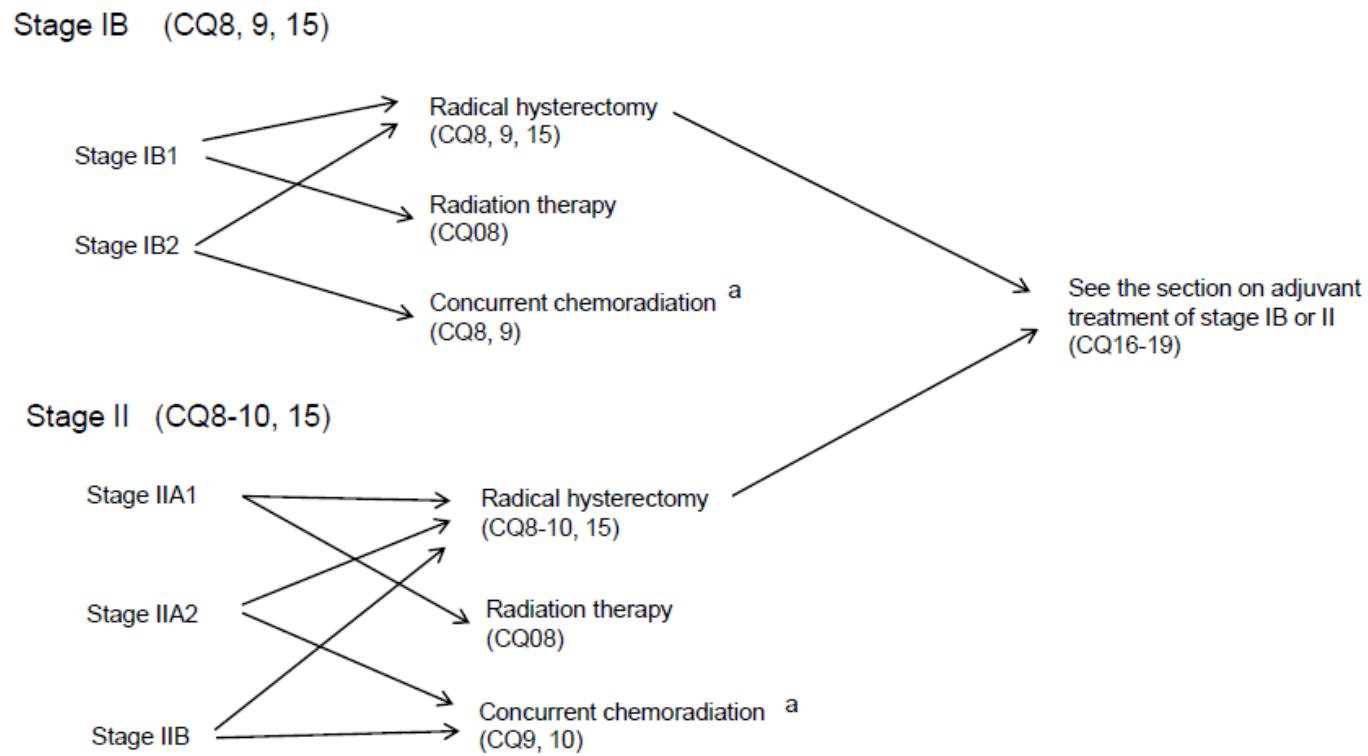 Stage IB (CQ8, 9, 15)
Radical hysterectomy
(CQ8, 9, 15)
Stage IB1
Radiation therapy
(CQ08)
Stage IB2
Concurrent chemoradiation a
(CQ8, 9)
See the section on adjuvant
treatment of stage IB or II
(CQ16-19)
Stage II (CQ8-10, 15)
Stage IIA1
Radical hysterectomy
(CQ8-10, 15)
Stage IIA2
Radiation therapy
(CQ08)
Concurrent chemoradiation a
(CQ9, 10)
Stage IIB